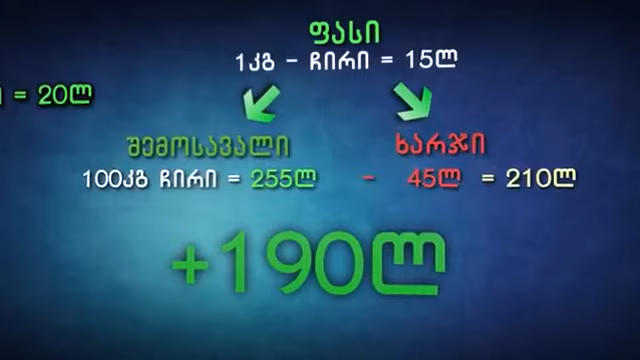 ფასი
1კგ - ჩირი = 15ლ
= 20ლ
შემოსავალი ხარჯი
100კგ ჩირი = 255ლ - 45ლ = 210ლ
+190ლ